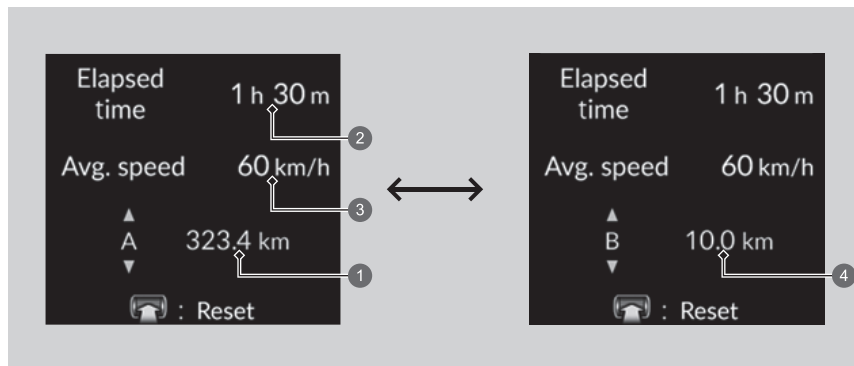 Elapsed
time
1 h 30 m
2
Avg. speed
60 km/h
3
▲
A
323.4 km
▼
1
: Reset
Elapsed
time
1 h 30 m
Avg. speed
60 km/h
▲
B
10.0 km
▼
4
: Reset